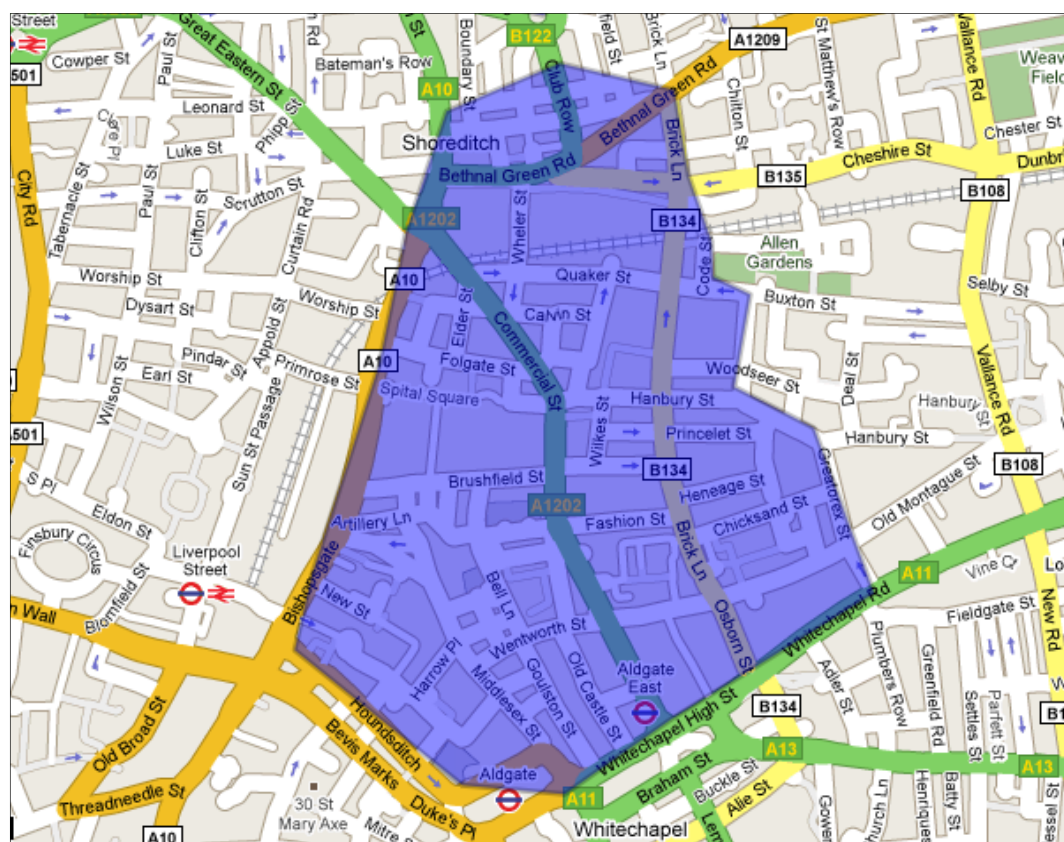 Street
B122
A1209
501
Cowper St
Paul St
Great Eastern St
Boundary St
Bateman's Row
Brick Ln
St Matthew's Row
Vallance Rd
A10
Club Row
Bethnal Green Rd
Chilton St
Leonard St
Phipp St
Luke St
Shoreditch
Bethnal Green Rd
Brick Ln
Cheshire St
Chester St
B135
B108
City Rd
Tabernacle St
Paul St
Clifton St
Scrutton St
Curtain Rd
A1202
Wheler St
B134
Code St
Allen
Gardens
Worship St
A10
Quaker St
Buxton St
Selby St
Dysart St
Worship St
Elder St
Commercial St
Calvin St
Pindar St
Appold St
Primrose St
A10
Folgate St
Woodseer St
Deal St
Vallance Rd
Wilson St
Earl St
Spital Square
Hanbury St
Hanbury St
Sun St Passage
Wilkes St
Princelet St
Hanbury St
B134
B108
Brushfield St
Heneage St
Greatorex St
Old Montague St
Eldon St
Artillery Ln
A1202
Fashion St
Chicksand St
Finsbury Circus
Liverpool
Street
Bishopsgate
Brick Ln
A11
Vine Ct
Blomfield St
New St
Bell Ln
Wentworth St
Osborn St
Whitechapel Rd
Fieldgate St
New Rd
Harrow Pl
Middlesex St
Goulston St
Old Castle St
Aldgate
East
Adler St
Plumbers Row
Greenfield Rd
Settles St
Parfett St
Old Broad St
Houndsditch
Bevis Marks
Whitechapel High St
B134
A13
A13
Threadneedle St
30 St
Mary Axe
Aldgate
Duke's Pl
A11
Braham St
Buckle St
Alie St
A10
Mitre
Whitechapel
Batty St